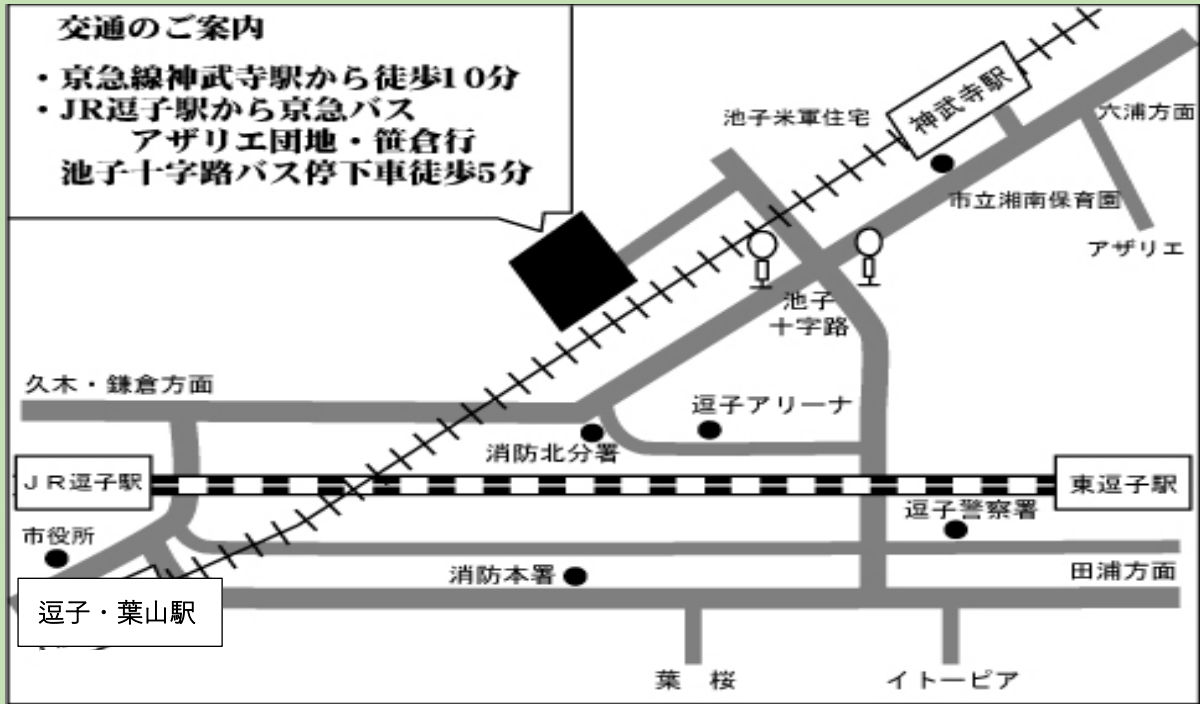 交通のご案内
・京急線神武寺駅から徒歩10分
・JR逗子駅から京急バス
アザリエ団地・笹倉行
池子十字路バス停下車徒歩5分
池子米軍住宅
神武寺駅
六浦方面
市立湘南保育園
アザリエ
池子
十字路
久木・鎌倉方面
逗子アリーナ
消防北分署
JR逗子駅
東逗子駅
逗子警察署
市役所
消防本署
田浦方面
逗子・葉山駅
葉　桜
イトーピア